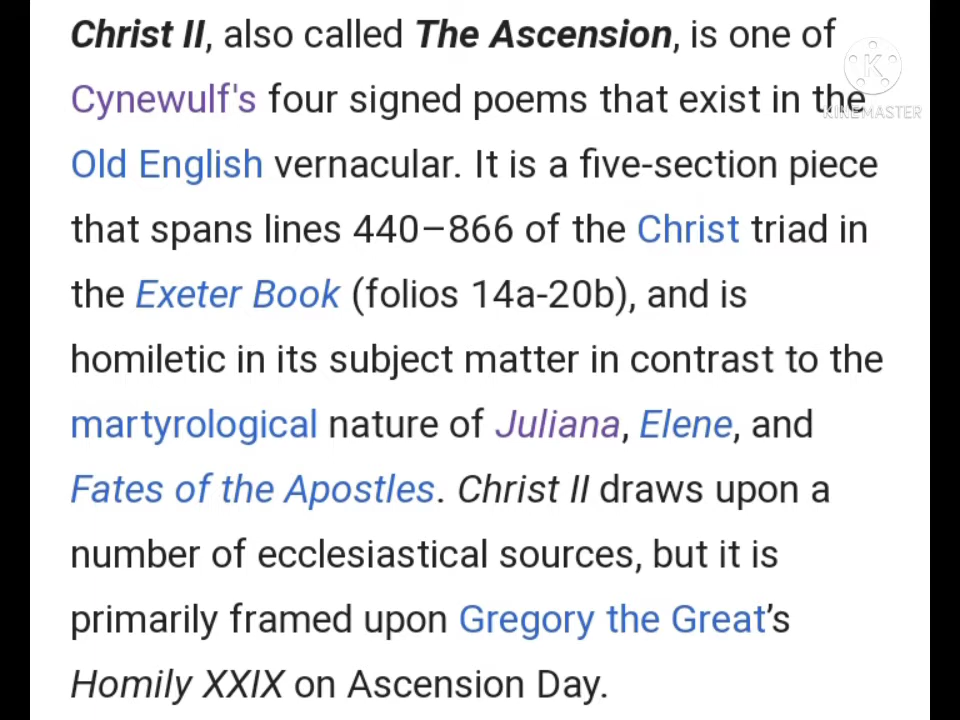 Christ II, also called The Ascension, is one of
Cynewulf's four signed poems that exist in the
Old English vernacular. It is a five-section piece
that spans lines 440–866 of the Christ triad in
the Exeter Book (folios 14a-20b), and is
homiletic in its subject matter in contrast to the
martyrological nature of Juliana, Elene, and
Fates of the Apostles. Christ II draws upon a
number of ecclesiastical sources, but it is
primarily framed upon Gregory the Great’s
Homily XXIX on Ascension Day.
K
KINEMASTER